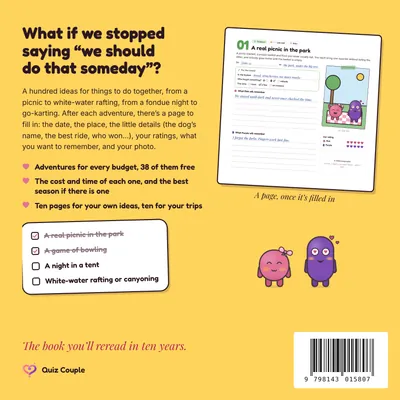 What if we stopped
saying “we should
do that someday”?
A hundred ideas for things to do together, from a
picnic to white-water rafting, from a fondue night to
go-karting. After each adventure, there's a page to
fill in: the date, the place, the little details (the dog's
name, the best ride, who won...), your ratings, what
you want to remember, and your photo.
Adventures for every budget, 38 of them free
The cost and time of each one, and the best
season if there is one
Ten pages for your own ideas, ten for your trips
01 A real picnic in the park
A page, once it's filled in
A real picnic in the park
A game of bowling
A night in a tent
White-water rafting or canyoning
The book you'll reread in ten years.
Quiz Couple
9 798143 015807